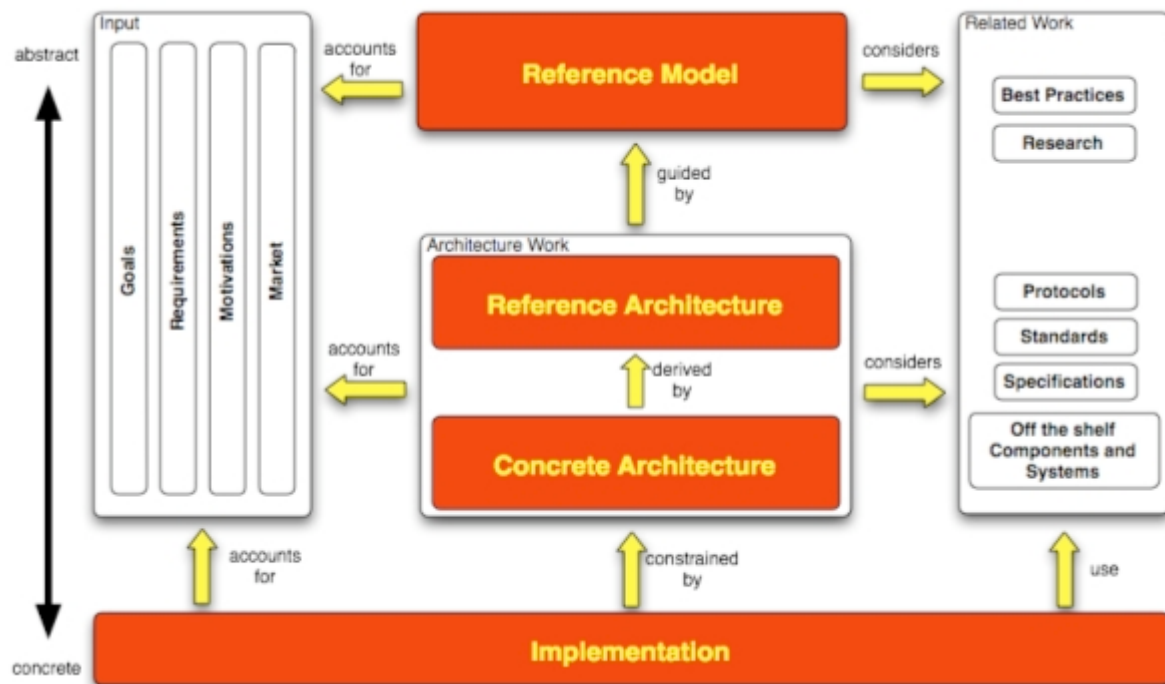 Input
Related Work
abstract
accounts
for
Reference Model
considers
Best Practices
Research
guided
by
Goals
Requirements
Motivations
Market
Architecture Work
Reference Architecture
Protocols
Standards
accounts
for
derived
by
considers
Specifications
Concrete Architecture
Off the shelf
Components and
Systems
accounts
for
constrained
by
use
concrete
Implementation